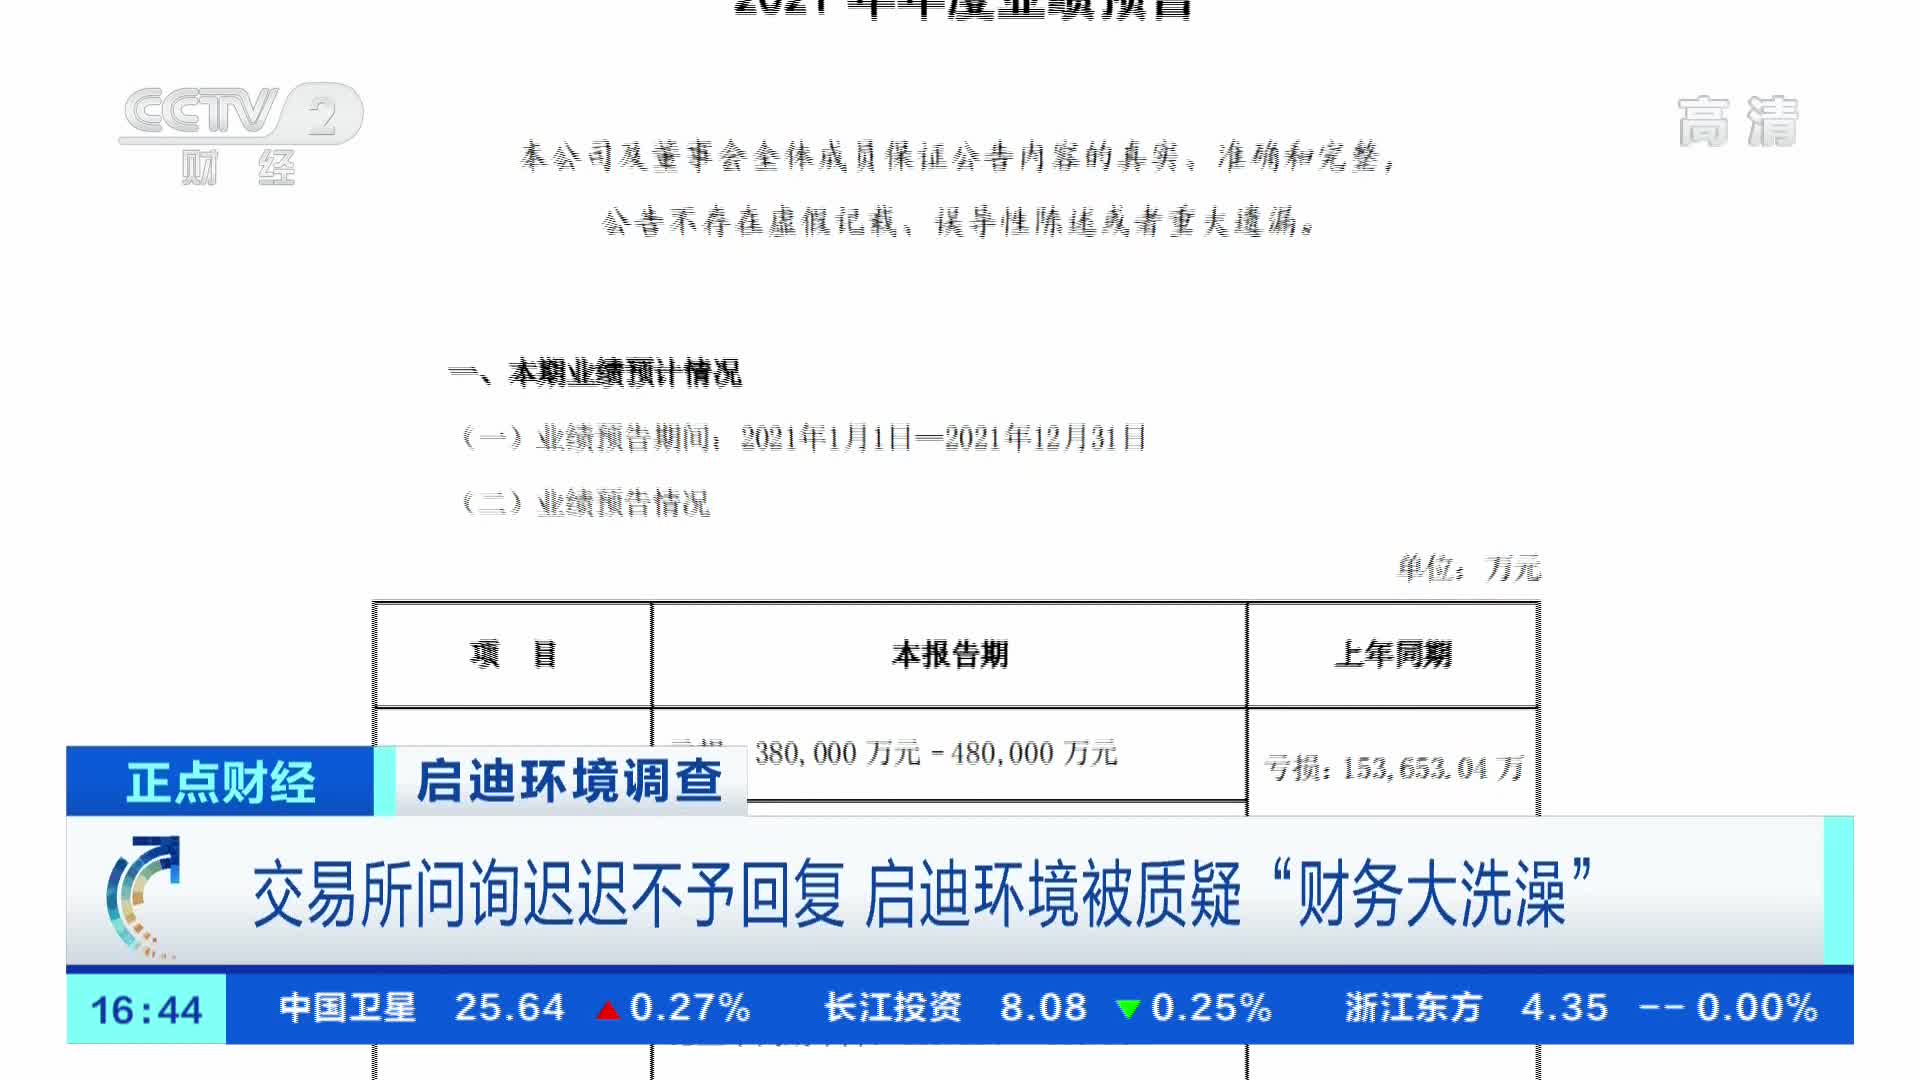 2021 年年度业绩预告
CCTV 2
财 经
高 清
本公司及董事会全体成员保证公告内容的真实、准确和完整，
公告不存在虚假记载、误导性陈述或者重大遗漏。
一、本期业绩预计情况
（一）业绩预告期间：2021年1月1日—2021年12月31日
（二）业绩预告情况
单位：万元
项 目 本报告期 上年同期
380,000 万元－480,000 万元
亏损：153,653.04 万
正点财经 启迪环境调查
交易所问询迟迟不予回复 启迪环境被质疑“财务大洗澡”
16:44 中国卫星 25.64 ▲0.27% 长江投资 8.08 ▼0.25% 浙江东方 4.35 -- 0.00%